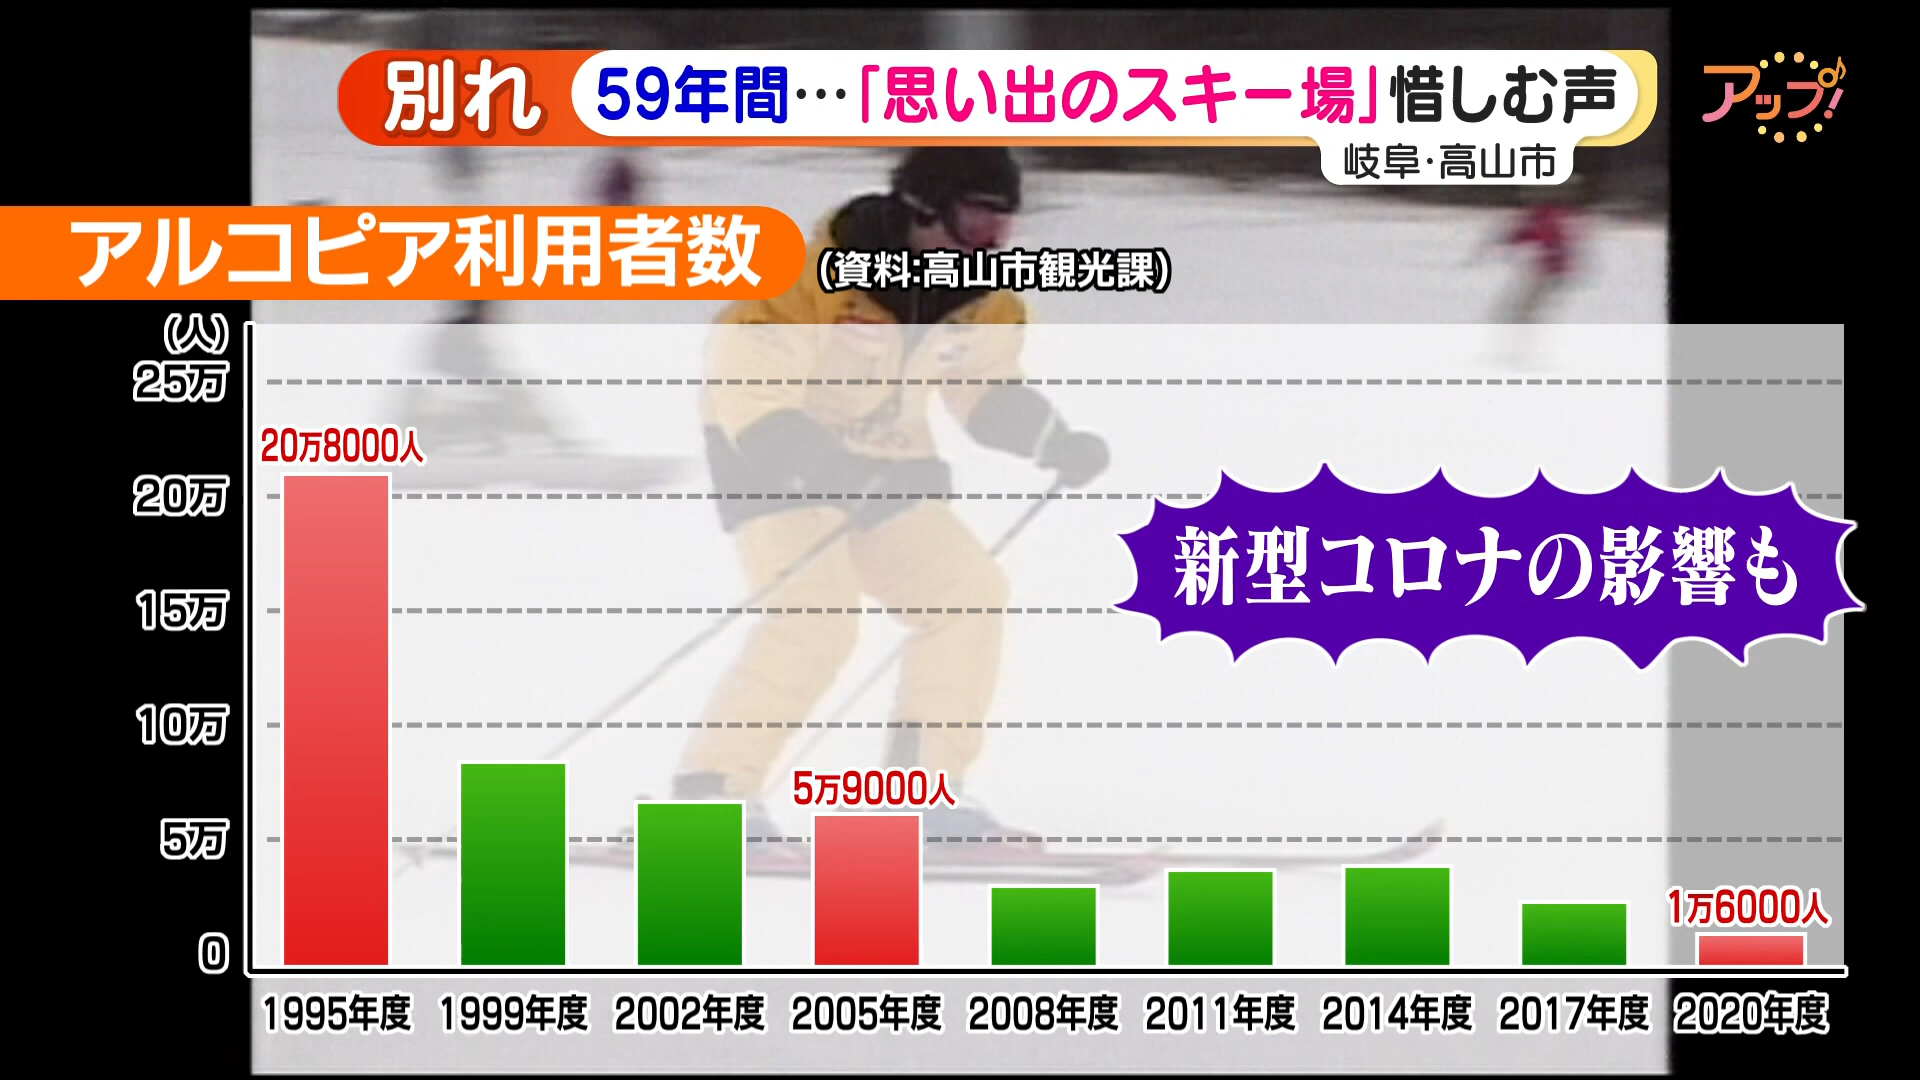 別れ 59年間…「思い出のスキー場」惜しむ声
アップ!
岐阜・高山市
アルコピア利用者数
(資料:高山市観光課)
(人)
25万
20万8000人
20万
新型コロナの影響も
15万
10万
5万9000人
5万
1万6000人
0
1995年度 1999年度 2002年度 2005年度 2008年度 2011年度 2014年度 2017年度 2020年度